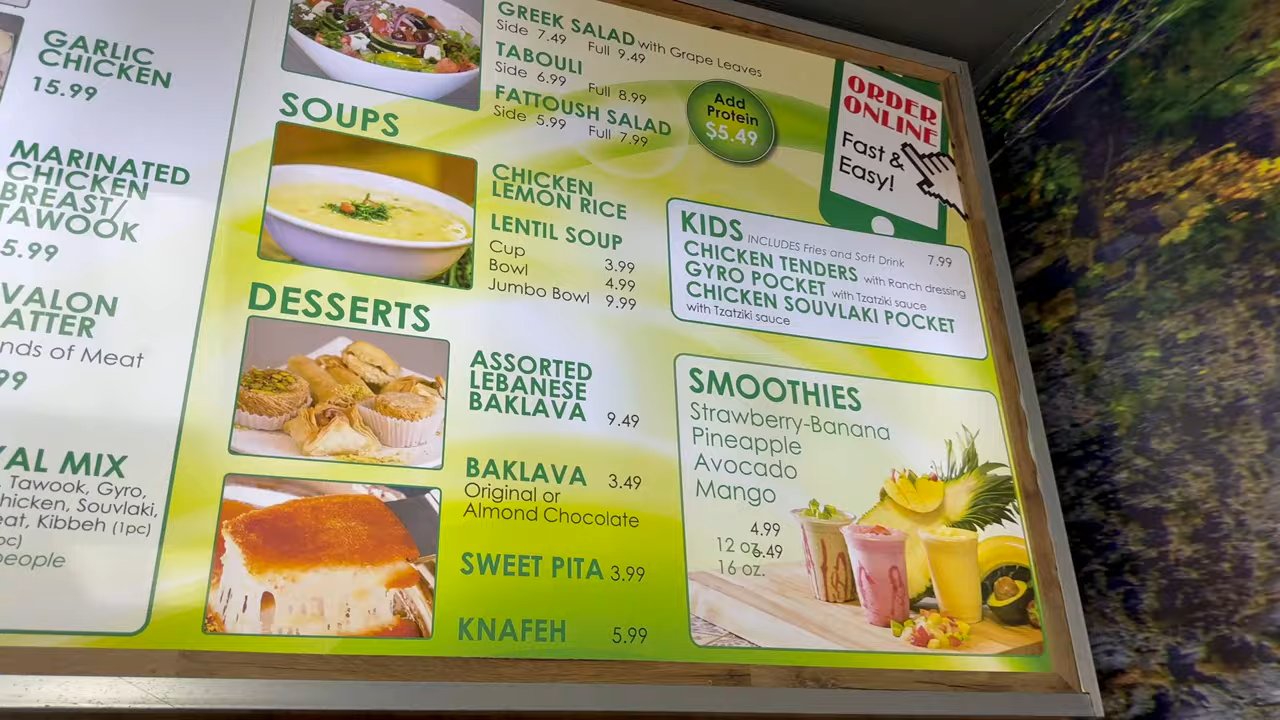 GARLIC
CHICKEN
15.99
MARINATED
CHICKEN
BREAST/
TAWOOK
5.99
VALON
ATTER
nds of Meat
99
YAL MIX
, Tawook, Gyro,
hicken, Souvlaki,
eat, Kibbeh (1pc)
oc)
people
GREEK SALAD with Grape Leaves
Side 7.49 Full 9.49
TABOULI
Side 6.99 Full 8.99
FATTOUSH SALAD
Side 5.99 Full 7.99
Add
Protein
$5.49
ORDER
ONLINE
Fast &
Easy!
SOUPS
CHICKEN
LEMON RICE
LENTIL SOUP
Cup 3.99
Bowl 4.99
Jumbo Bowl 9.99
KIDS INCLUDES Fries and Soft Drink 7.99
CHICKEN TENDERS with Ranch dressing
GYRO POCKET with Tzatziki sauce
CHICKEN SOUVLAKI POCKET
with Tzatziki sauce
DESSERTS
ASSORTED
LEBANESE
BAKLAVA 9.49
BAKLAVA 3.49
Original or
Almond Chocolate
SWEET PITA 3.99
KNAFEH 5.99
SMOOTHIES
Strawberry-Banana
Pineapple
Avocado
Mango
4.99
12 oz. 6.49
16 oz.